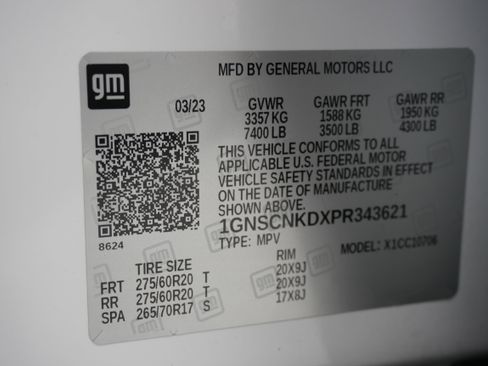 gm
MFD BY GENERAL MOTORS LLC
03/23 GVWR GAWR FRT GAWR RR
3357 KG 1588 KG 1950 KG
7400 LB 3500 LB 4300 LB
THIS VEHICLE CONFORMS TO ALL
APPLICABLE U.S. FEDERAL MOTOR
VEHICLE SAFETY STANDARDS IN EFFECT
ON THE DATE OF MANUFACTURE
SHOWN ABOVE.
1GNSCNKDXPR343621
8624
TYPE: MPV MODEL: X1CC10706
TIRE SIZE RIM
FRT 275/60R20 T 20X9J
RR 275/60R20 T 20X9J
SPA 265/70R17 S 17X8J